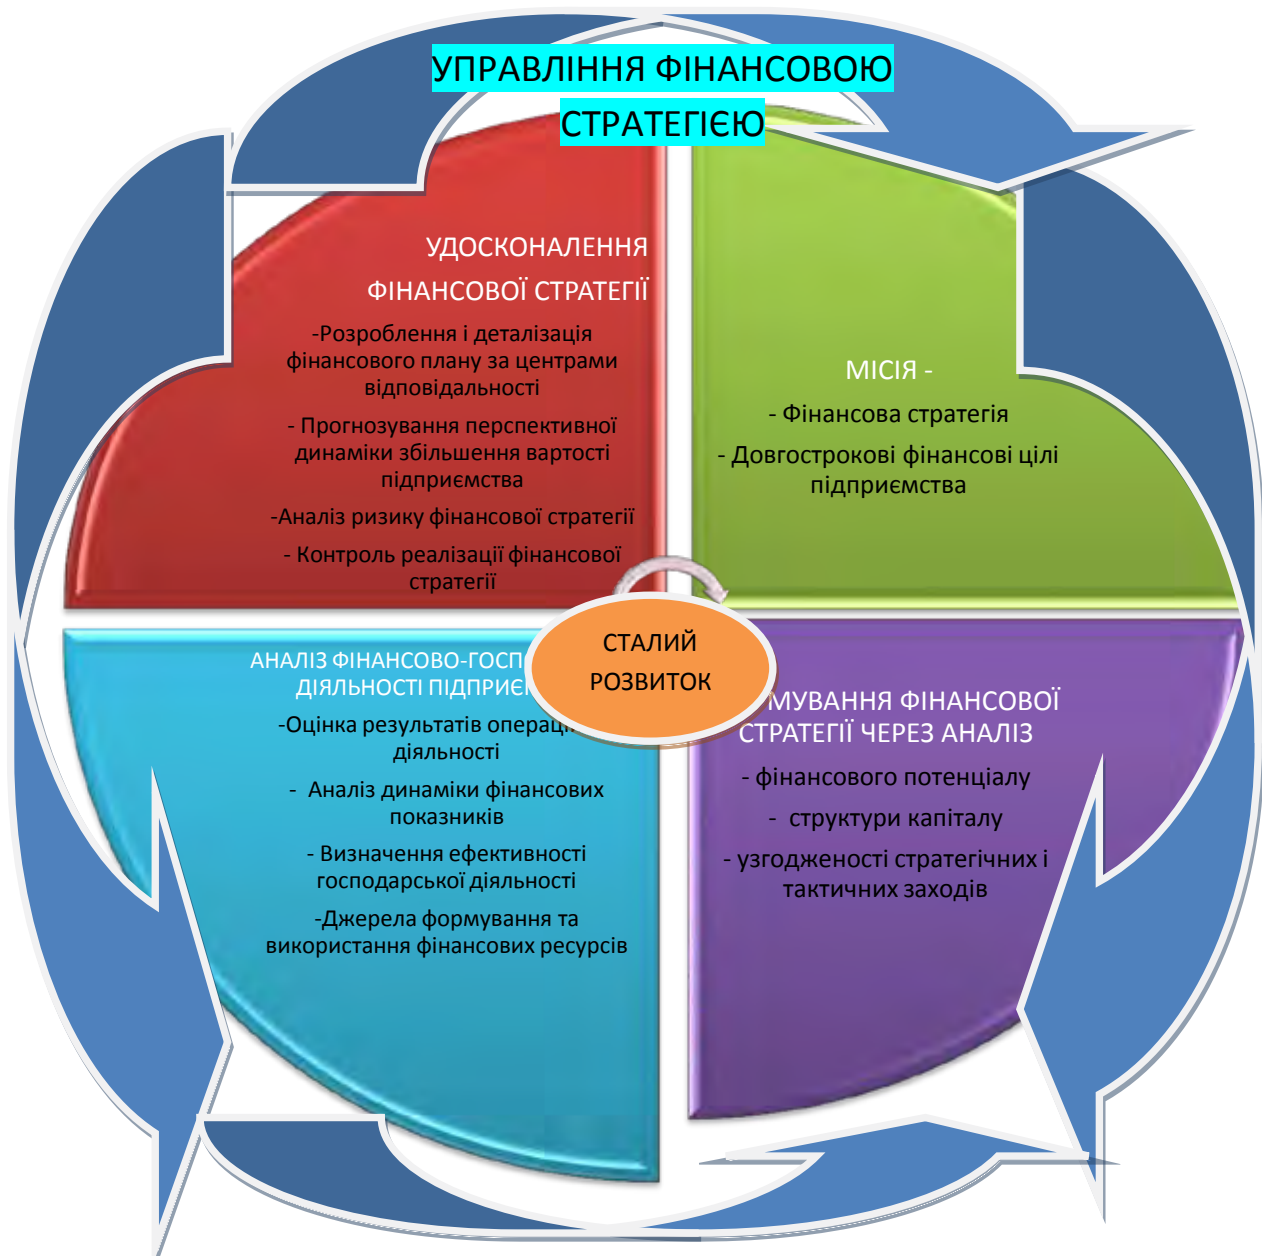 УПРАВЛІННЯ ФІНАНСОВОЮ
СТРАТЕГІЄЮ
УДОСКОНАЛЕННЯ
ФІНАНСОВОЇ СТРАТЕГІЇ
-Розроблення і деталізація
фінансового плану за центрами
відповідальності
- Прогнозування перспективної
динаміки збільшення вартості
підприємства
-Аналіз ризику фінансової стратегії
- Контроль реалізації фінансової
стратегії
МІСІЯ -
- Фінансова стратегія
- Довгострокові фінансові цілі
підприємства
СТАЛИЙ
РОЗВИТОК
АНАЛІЗ ФІНАНСОВО-ГОСП
ДІЯЛЬНОСТІ ПІДПРИЄ
-Оцінка результатів операц
діяльності
- Аналіз динаміки фінансових
показників
- Визначення ефективності
господарської діяльності
-Джерела формування та
використання фінансових ресурсів
МУВАННЯ ФІНАНСОВОЇ
СТРАТЕГІЇ ЧЕРЕЗ АНАЛІЗ
- фінансового потенціалу
- структури капіталу
- узгодженості стратегічних і
тактичних заходів